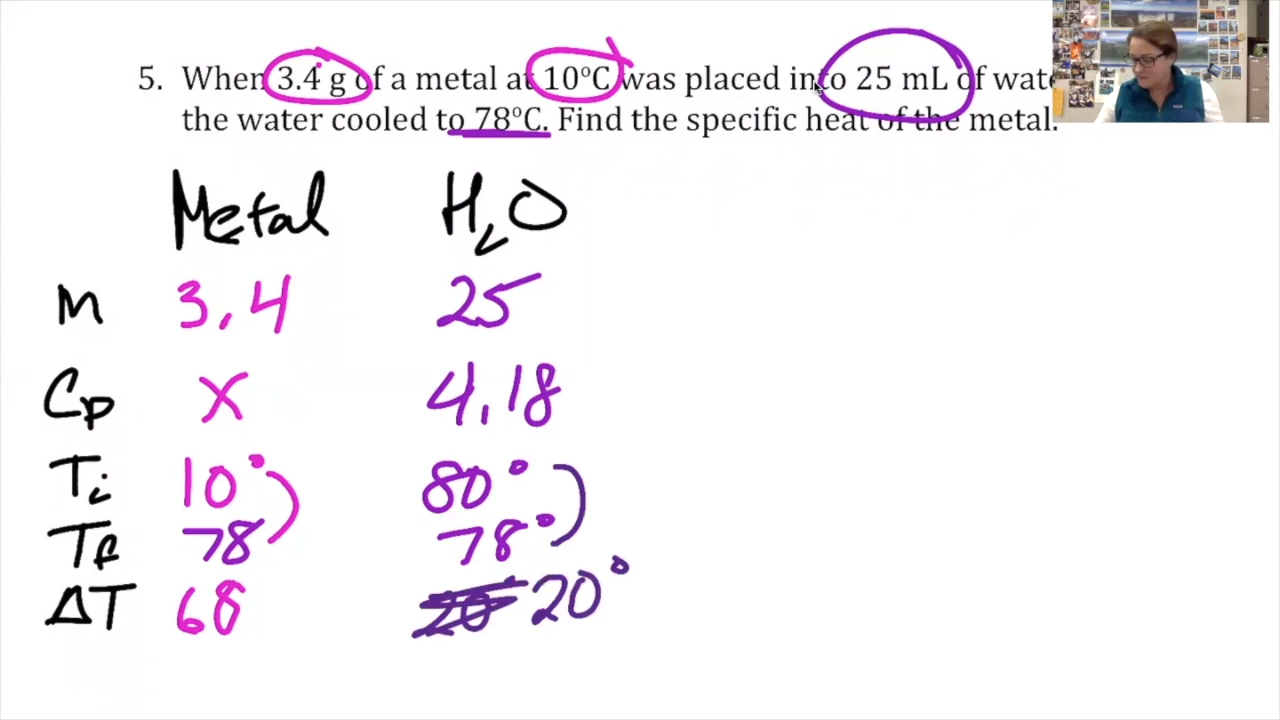 5. When 3.4 g of a metal at 10°C was placed into 25 mL of wate
the water cooled to 78°C. Find the specific heat of the metal.
Metal H₂O
M 3,4 25
Cp X 4,18
Ti 10° 80°
Tf 78 78°
ΔT 68 20 20°